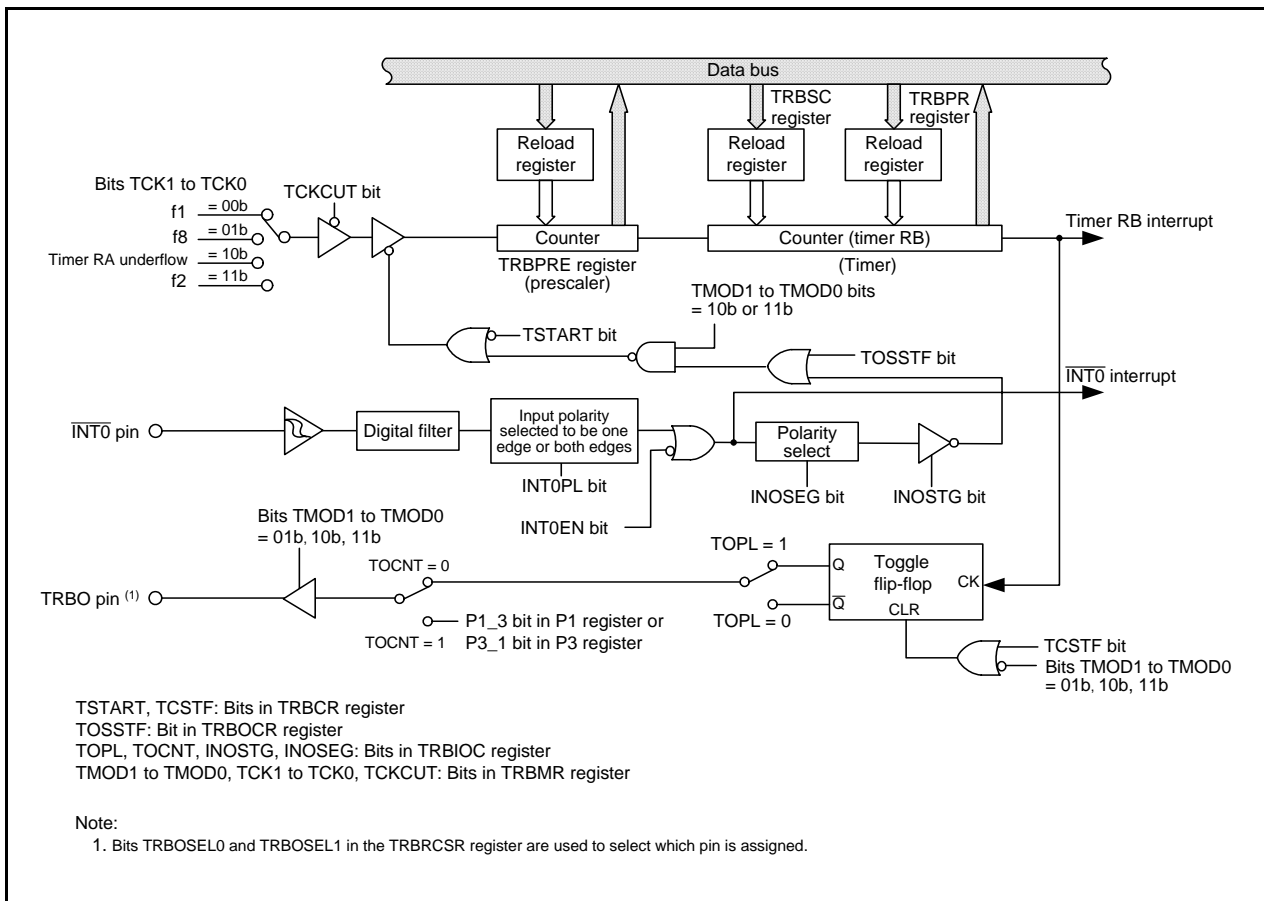 Data bus
TRBSC
register
TRBPR
register
Reload
register
Reload
register
Reload
register
Bits TCK1 to TCK0
TCKCUT bit
f1
= 00b
f8
= 01b
Timer RA underflow
= 10b
f2
= 11b
Counter
Counter (timer RB)
Timer RB interrupt
TRBPRE register
(prescaler)
(Timer)
TMOD1 to TMOD0 bits
= 10b or 11b
TSTART bit
TOSSTF bit
INT0 interrupt
INT0 pin
Digital filter
Input polarity
selected to be one
edge or both edges
Polarity
select
INT0PL bit
INOSEG bit
INOSTG bit
INT0EN bit
Bits TMOD1 to TMOD0
= 01b, 10b, 11b
TOCNT = 0
TOPL = 1
Q
Toggle
flip-flop
CK
TRBO pin (1)
Q
CLR
P1_3 bit in P1 register or
TOCNT = 1
P3_1 bit in P3 register
TOPL = 0
TCSTF bit
Bits TMOD1 to TMOD0
= 01b, 10b, 11b
TSTART, TCSTF: Bits in TRBCR register
TOSSTF: Bit in TRBOCR register
TOPL, TOCNT, INOSTG, INOSEG: Bits in TRBIOC register
TMOD1 to TMOD0, TCK1 to TCK0, TCKCUT: Bits in TRBMR register
Note:
1. Bits TRBOSEL0 and TRBOSEL1 in the TRBRCSR register are used to select which pin is assigned.